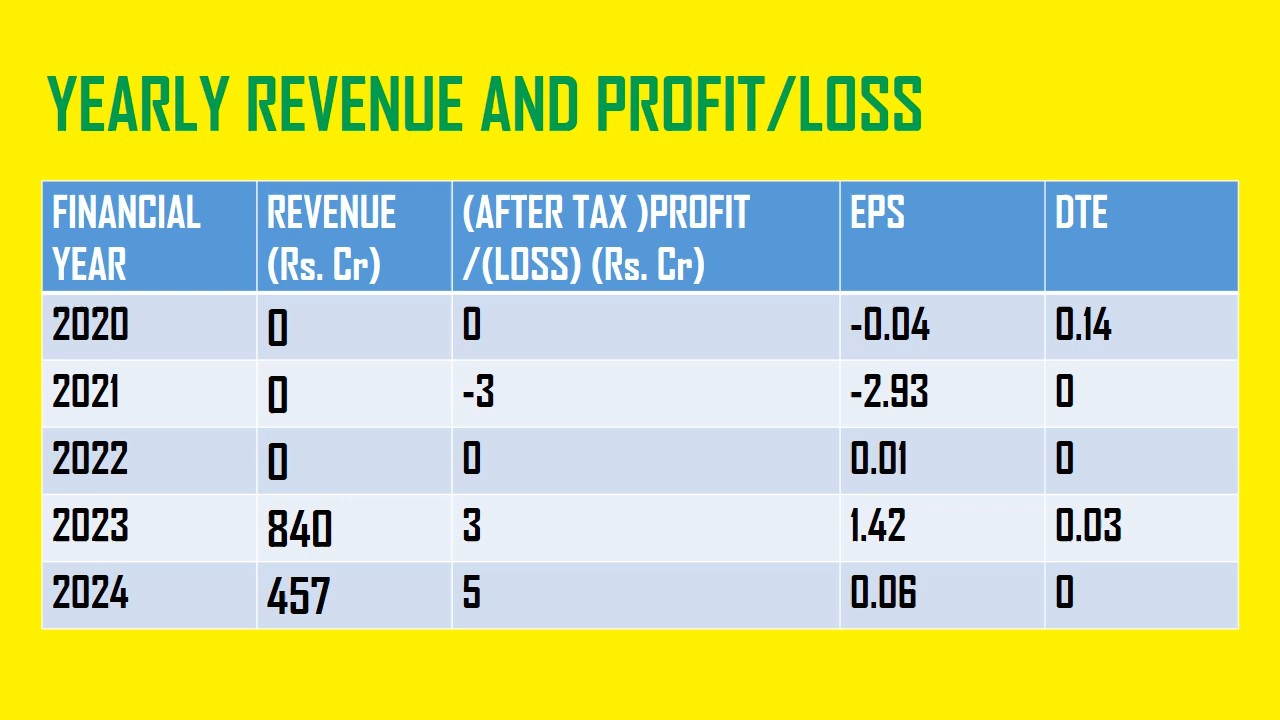 YEARLY REVENUE AND PROFIT/LOSS
FINANCIAL YEAR | REVENUE (Rs. Cr) | (AFTER TAX )PROFIT /(LOSS) (Rs. Cr) | EPS | DTE
2020 | 0 | 0 | -0.04 | 0.14
2021 | 0 | -3 | -2.93 | 0
2022 | 0 | 0 | 0.01 | 0
2023 | 840 | 3 | 1.42 | 0.03
2024 | 457 | 5 | 0.06 | 0